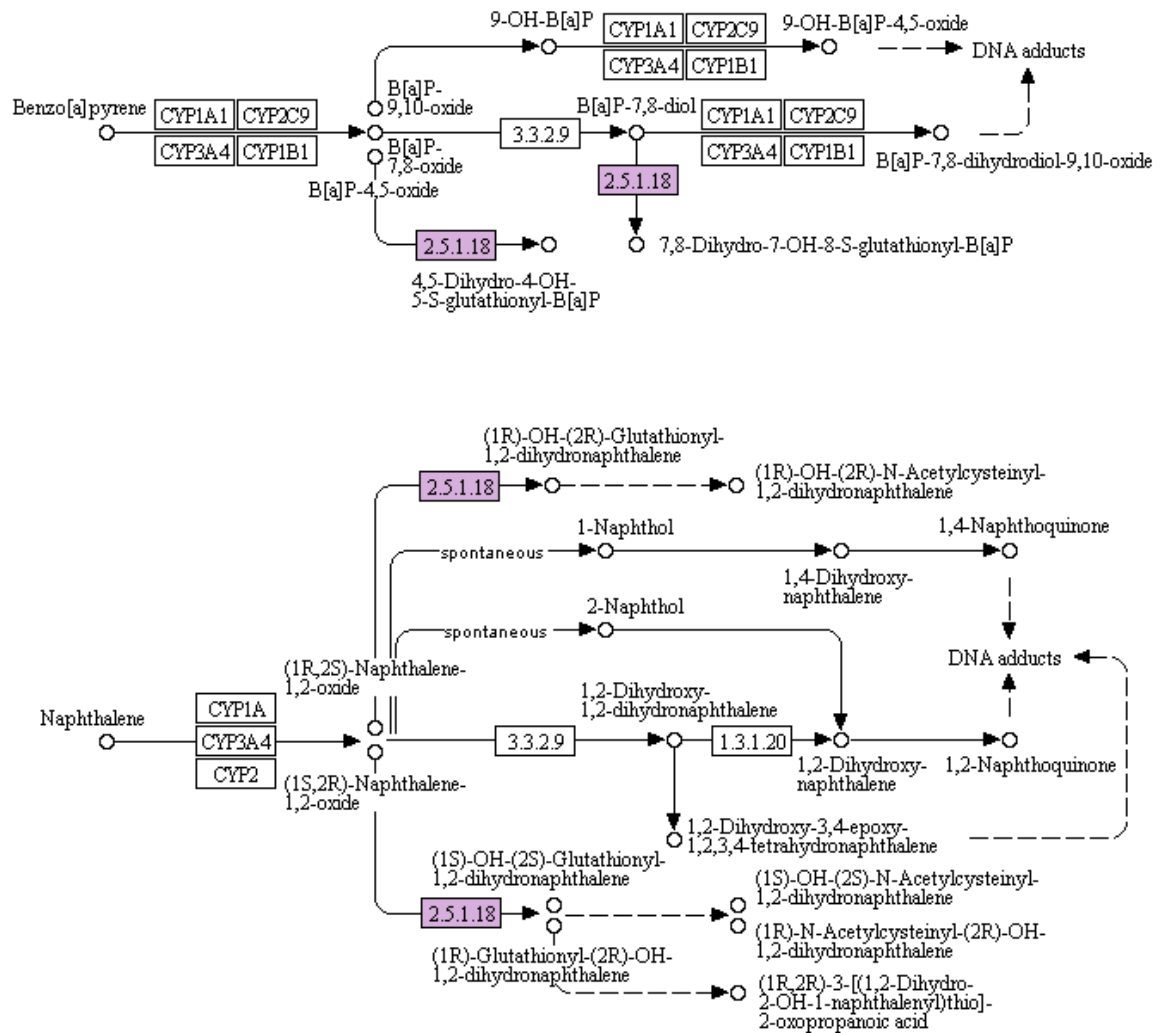 9-OH-B[a]P
9-OH-B[a]P-4,5-oxide
CYP1A1 CYP2C9
CYP3A4 CYP1B1
DNA adducts
Benzo[a]pyrene
CYP1A1 CYP2C9
CYP3A4 CYP1B1
B[a]P-
9,10-oxide
B[a]P-
7,8-oxide
B[a]P-4,5-oxide
3.3.2.9
B[a]P-7,8-diol
CYP1A1 CYP2C9
CYP3A4 CYP1B1
B[a]P-7,8-dihydrodiol-9,10-oxide
2.5.1.18
2.5.1.18
7,8-Dihydro-7-OH-8-S-glutathionyl-B[a]P
4,5-Dihydro-4-OH-
5-S-glutathionyl-B[a]P
(1R)-OH-(2R)-Glutathionyl-
1,2-dihydronaphthalene
2.5.1.18
(1R)-OH-(2R)-N-Acetylcysteinyl-
1,2-dihydronaphthalene
1-Naphthol
1,4-Naphthoquinone
spontaneous
1,4-Dihydroxy-
naphthalene
2-Naphthol
spontaneous
DNA adducts
(1R,2S)-Naphthalene-
1,2-oxide
Naphthalene
CYP1A
CYP3A4
CYP2
1,2-Dihydroxy-
1,2-dihydronaphthalene
3.3.2.9
1.3.1.20
(1S,2R)-Naphthalene-
1,2-oxide
1,2-Dihydroxy-
naphthalene
1,2-Naphthoquinone
1,2-Dihydroxy-3,4-epoxy-
1,2,3,4-tetrahydronaphthalene
(1S)-OH-(2S)-Glutathionyl-
1,2-dihydronaphthalene
(1S)-OH-(2S)-N-Acetylcysteinyl-
1,2-dihydronaphthalene
2.5.1.18
(1R)-N-Acetylcysteinyl-(2R)-OH-
1,2-dihydronaphthalene
(1R)-Glutathionyl-(2R)-OH-
1,2-dihydronaphthalene
(1R,2R)-3-[(1,2-Dihydro-
2-OH-1-naphthalenyl)thio]-
2-oxopropanoic acid